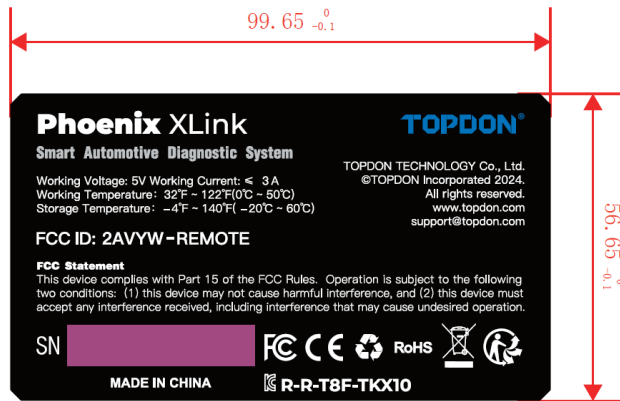 99.65 0 -0.1
Phoenix XLink
TOPDON®
Smart Automotive Diagnostic System
Working Voltage: 5V Working Current: ≤ 3A
Working Temperature: 32°F ~ 122°F(0°C ~ 50°C)
Storage Temperature: -4°F ~ 140°F( -20°C ~ 60°C)
TOPDON TECHNOLOGY Co., Ltd.
©TOPDON Incorporated 2024.
All rights reserved.
www.topdon.com
support@topdon.com
FCC ID: 2AVYW-REMOTE
FCC Statement
This device complies with Part 15 of the FCC Rules. Operation is subject to the following
two conditions: (1) this device may not cause harmful interference, and (2) this device must
accept any interference received, including interference that may cause undesired operation.
SN
FC CE RoHS
MADE IN CHINA
R-R-T8F-TKX10
56.65 0 -0.1